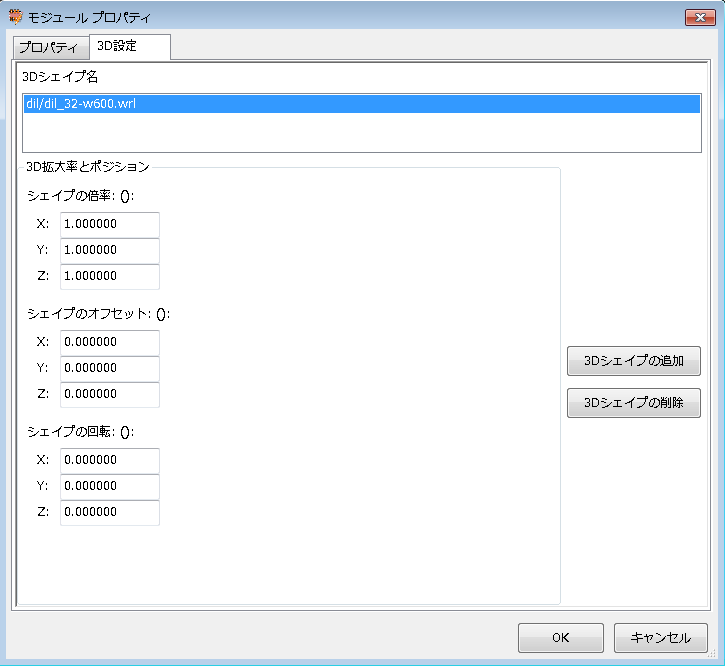 モジュール プロパティ
プロパティ
3D設定
3Dシェイプ名
dil/dil_32-w600.wrl
3D拡大率とポジション
シェイプの倍率: ():
X: 1.000000
Y: 1.000000
Z: 1.000000
シェイプのオフセット: ():
X: 0.000000
Y: 0.000000
Z: 0.000000
3Dシェイプの追加
3Dシェイプの削除
シェイプの回転: ():
X: 0.000000
Y: 0.000000
Z: 0.000000
OK
キャンセル